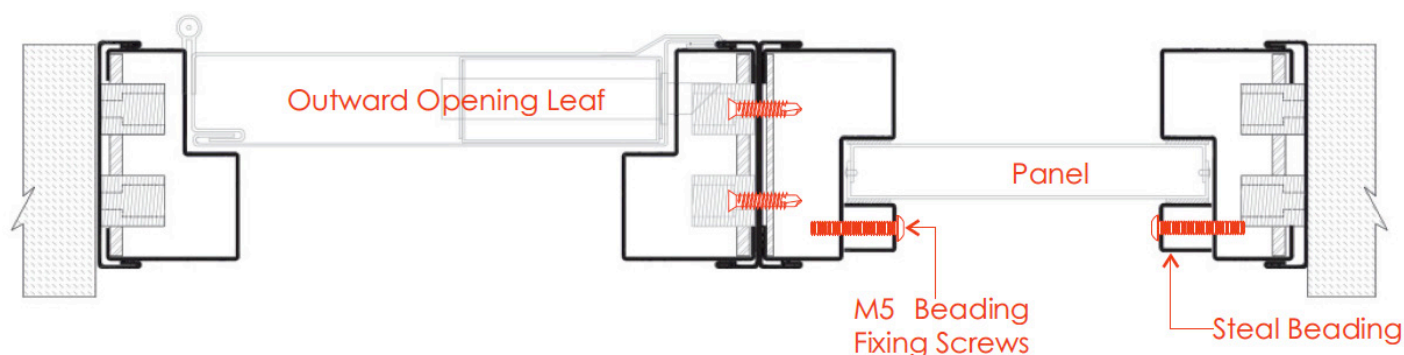 Outward Opening Leaf
Panel
M5 Beading
Fixing Screws
Steal Beading